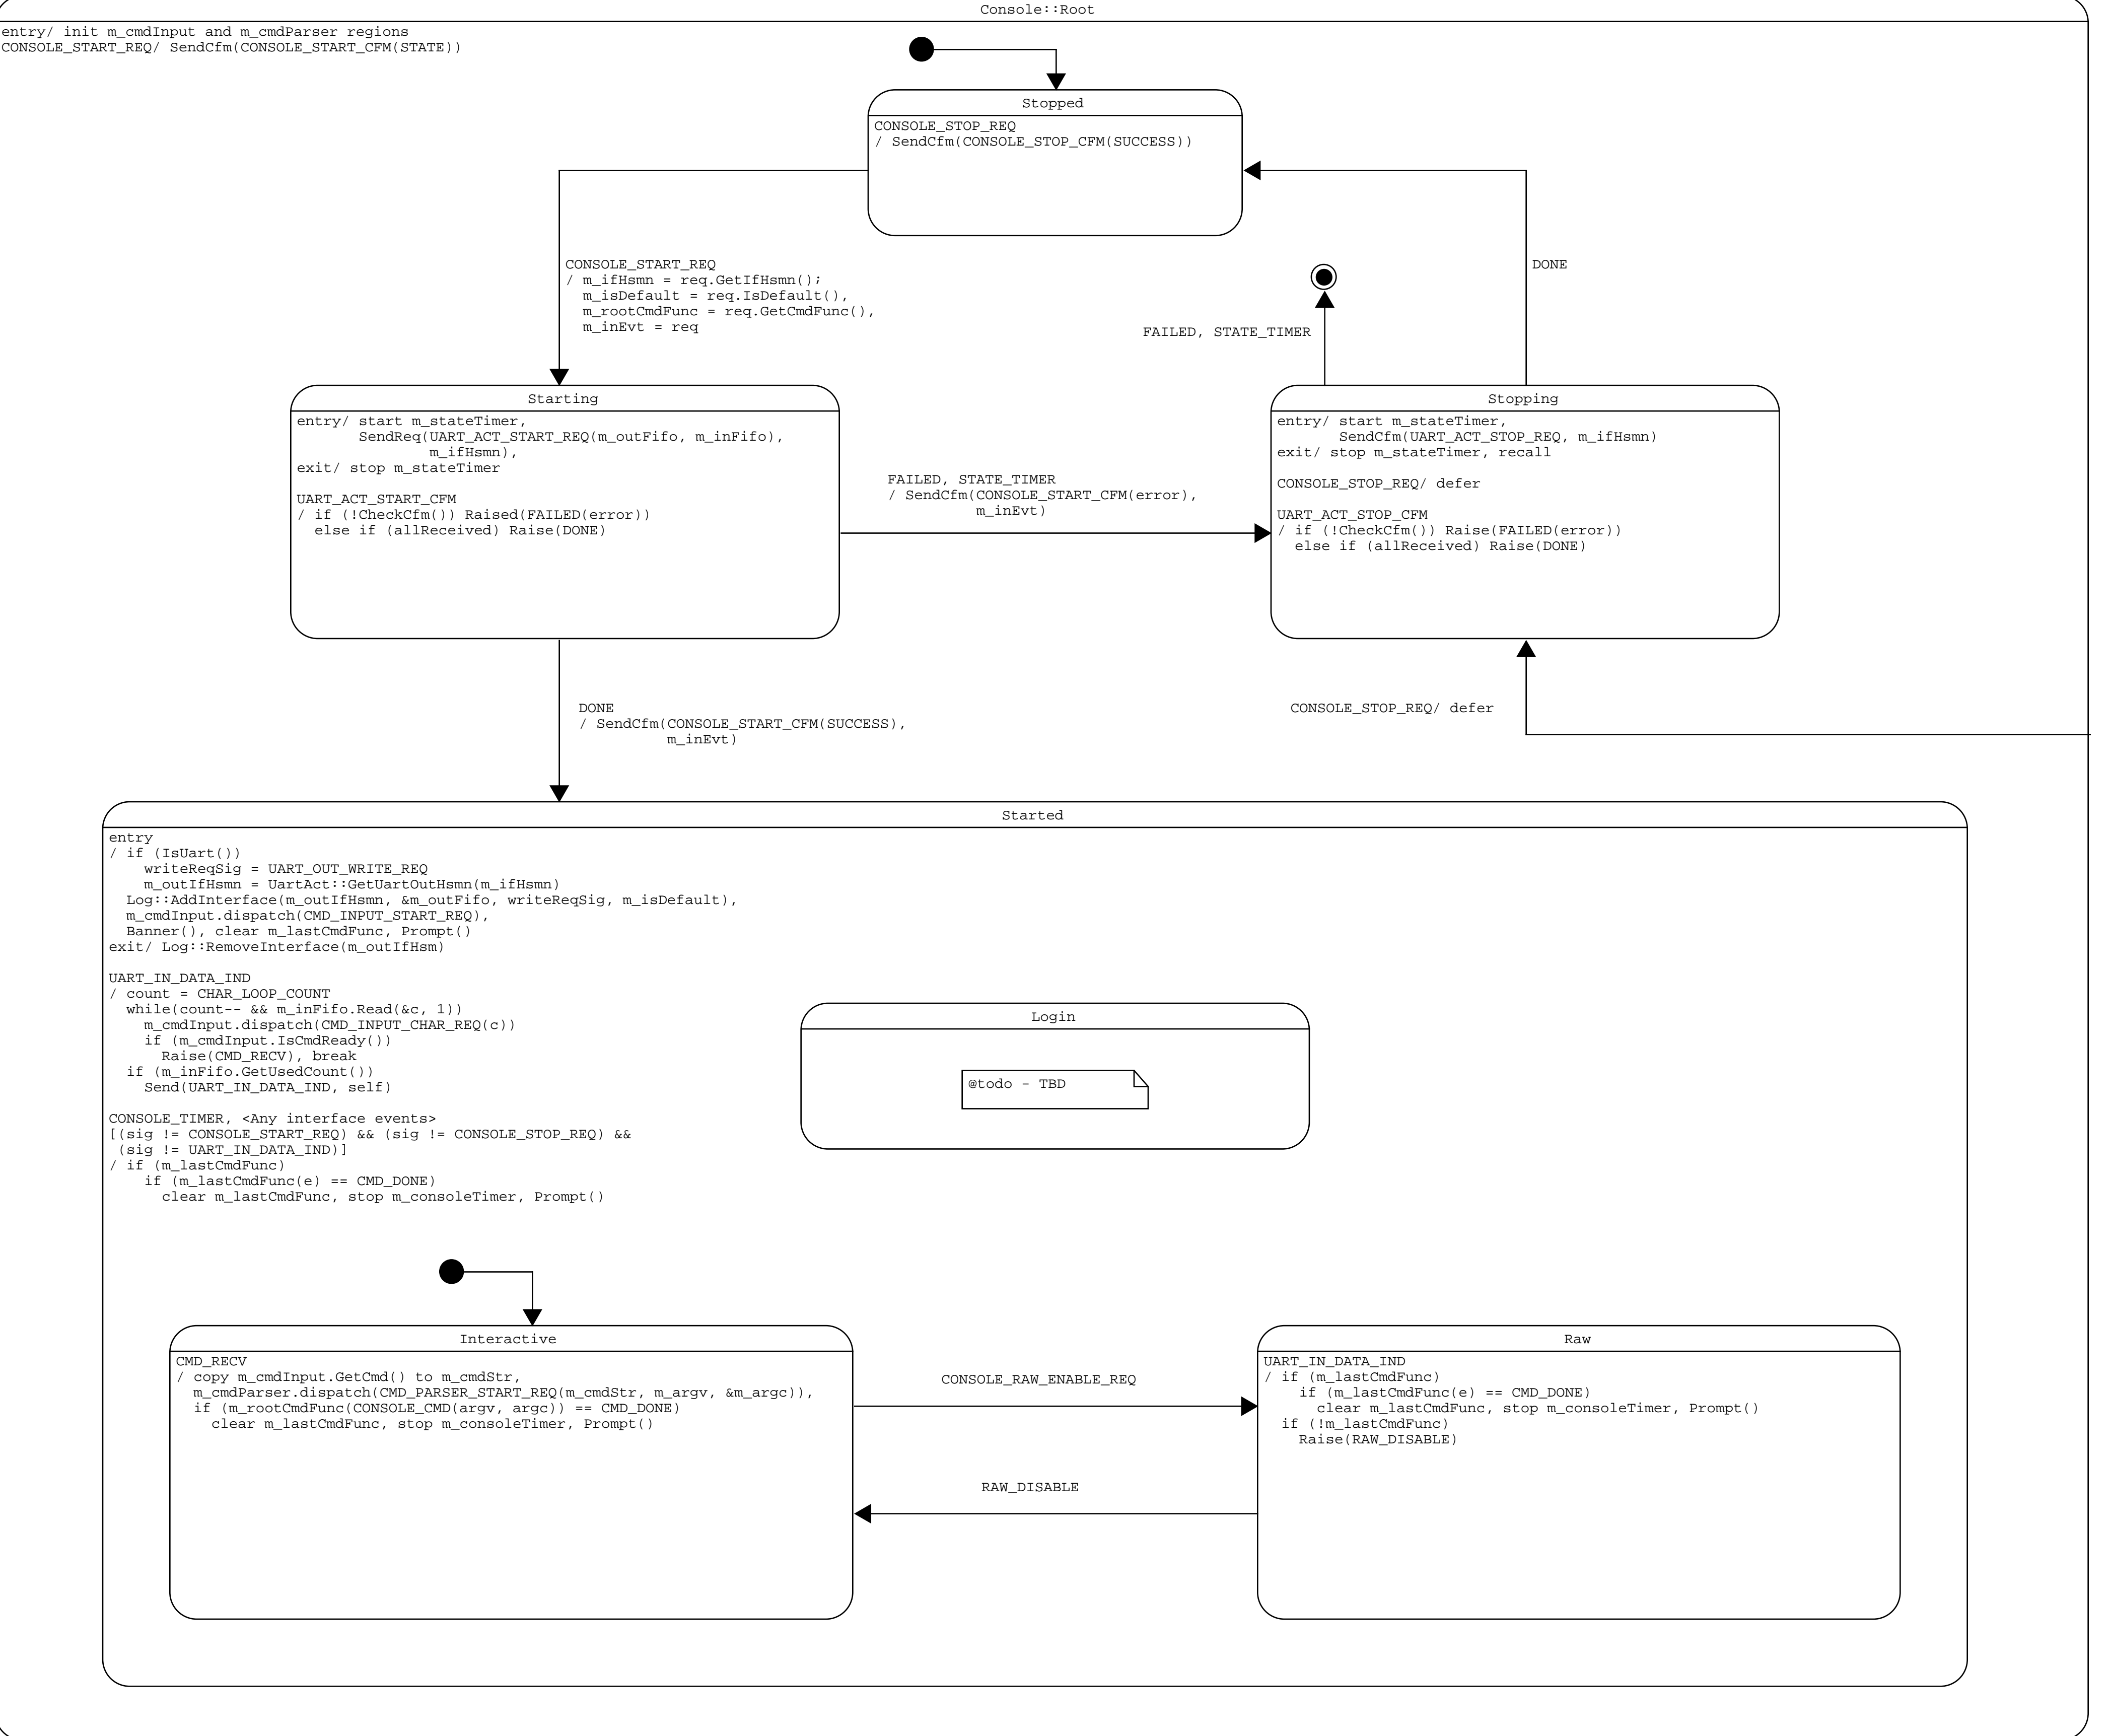 Console::Root
entry/ init m_cmdInput and m_cmdParser regions
CONSOLE_START_REQ/ SendCfm(CONSOLE_START_CFM(STATE))
Stopped
CONSOLE_STOP_REQ
/ SendCfm(CONSOLE_STOP_CFM(SUCCESS))
CONSOLE_START_REQ
/ m_ifHsmn = req.GetIfHsmn();
m_isDefault = req.IsDefault(),
m_rootCmdFunc = req.GetCmdFunc(),
m_inEvt = req
DONE
FAILED, STATE_TIMER
Starting
entry/ start m_stateTimer,
SendReq(UART_ACT_START_REQ(m_outFifo, m_inFifo),
m_ifHsmn),
exit/ stop m_stateTimer
UART_ACT_START_CFM
/ if (!CheckCfm()) Raised(FAILED(error))
else if (allReceived) Raise(DONE)
FAILED, STATE_TIMER
/ SendCfm(CONSOLE_START_CFM(error),
m_inEvt)
Stopping
entry/ start m_stateTimer,
SendCfm(UART_ACT_STOP_REQ, m_ifHsmn)
exit/ stop m_stateTimer, recall
CONSOLE_STOP_REQ/ defer
UART_ACT_STOP_CFM
/ if (!CheckCfm()) Raise(FAILED(error))
else if (allReceived) Raise(DONE)
DONE
/ SendCfm(CONSOLE_START_CFM(SUCCESS),
m_inEvt)
CONSOLE_STOP_REQ/ defer
Started
entry
/ if (IsUart())
writeReqSig = UART_OUT_WRITE_REQ
m_outIfHsmn = UartAct::GetUartOutHsmn(m_ifHsmn)
Log::AddInterface(m_outIfHsmn, &m_outFifo, writeReqSig, m_isDefault),
m_cmdInput.dispatch(CMD_INPUT_START_REQ),
Banner(), clear m_lastCmdFunc, Prompt()
exit/ Log::RemoveInterface(m_outIfHsm)
UART_IN_DATA_IND
/ count = CHAR_LOOP_COUNT
while(count-- && m_inFifo.Read(&c, 1))
m_cmdInput.dispatch(CMD_INPUT_CHAR_REQ(c))
if (m_cmdInput.IsCmdReady())
Raise(CMD_RECV), break
if (m_inFifo.GetUsedCount())
Send(UART_IN_DATA_IND, self)
CONSOLE_TIMER, <Any interface events>
[(sig != CONSOLE_START_REQ) && (sig != CONSOLE_STOP_REQ) &&
(sig != UART_IN_DATA_IND)]
/ if (m_lastCmdFunc)
if (m_lastCmdFunc(e) == CMD_DONE)
clear m_lastCmdFunc, stop m_consoleTimer, Prompt()
Login
@todo - TBD
Interactive
CMD_RECV
/ copy m_cmdInput.GetCmd() to m_cmdStr,
m_cmdParser.dispatch(CMD_PARSER_START_REQ(m_cmdStr, m_argv, &m_argc)),
if (m_rootCmdFunc(CONSOLE_CMD(argv, argc)) == CMD_DONE)
clear m_lastCmdFunc, stop m_consoleTimer, Prompt()
CONSOLE_RAW_ENABLE_REQ
RAW_DISABLE
Raw
UART_IN_DATA_IND
/ if (m_lastCmdFunc)
if (m_lastCmdFunc(e) == CMD_DONE)
clear m_lastCmdFunc, stop m_consoleTimer, Prompt()
if (!m_lastCmdFunc)
Raise(RAW_DISABLE)